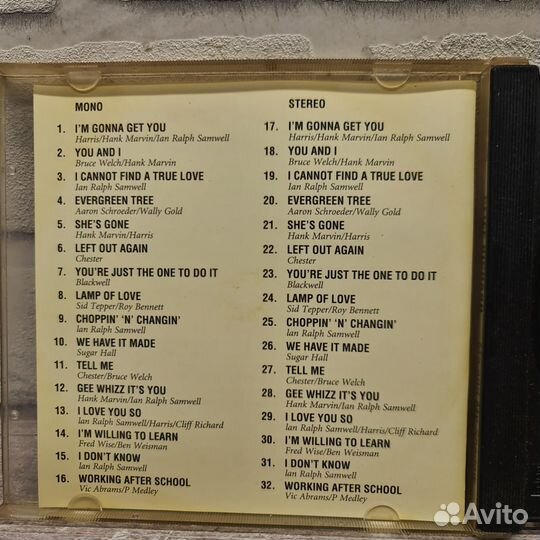 MONO
1. I'M GONNA GET YOU
Harris/Hank Marvin/Ian Ralph Samwell
2. YOU AND I
Bruce Welch/Hank Marvin
3. I CANNOT FIND A TRUE LOVE
Ian Ralph Samwell
4. EVERGREEN TREE
Aaron Schroeder/Wally Gold
5. SHE'S GONE
Hank Marvin/Harris
6. LEFT OUT AGAIN
Chester
7. YOU'RE JUST THE ONE TO DO IT
Blackwell
8. LAMP OF LOVE
Sid Tepper/Roy Bennett
9. CHOPPIN' 'N' CHANGIN'
Ian Ralph Samwell
10. WE HAVE IT MADE
Sugar Hall
11. TELL ME
Chester/Bruce Welch
12. GEE WHIZZ IT'S YOU
Hank Marvin/Ian Ralph Samwell
13. I LOVE YOU SO
Ian Ralph Samwell/Harris/Cliff Richard
14. I'M WILLING TO LEARN
Fred Wise/Ben Weisman
15. I DON'T KNOW
Ian Ralph Samwell
16. WORKING AFTER SCHOOL
Vic Abrams/P Medley
STEREO
17. I'M GONNA GET YOU
Harris/Hank Marvin/Ian Ralph Samwell
18. YOU AND I
Bruce Welch/Hank Marvin
19. I CANNOT FIND A TRUE LOVE
Ian Ralph Samwell
20. EVERGREEN TREE
Aaron Schroeder/Wally Gold
21. SHE'S GONE
Hank Marvin/Harris
22. LEFT OUT AGAIN
Chester
23. YOU'RE JUST THE ONE TO DO IT
Blackwell
24. LAMP OF LOVE
Sid Tepper/Roy Bennett
25. CHOPPIN' 'N' CHANGIN'
Ian Ralph Samwell
26. WE HAVE IT MADE
Sugar Hall
27. TELL ME
Chester/Bruce Welch
28. GEE WHIZZ IT'S YOU
Hank Marvin/Ian Ralph Samwell
29. I LOVE YOU SO
Ian Ralph Samwell/Harris/Cliff Richard
30. I'M WILLING TO LEARN
Fred Wise/Ben Weisman
31. I DON'T KNOW
Ian Ralph Samwell
32. WORKING AFTER SCHOOL
Vic Abrams/P Medley
Avito